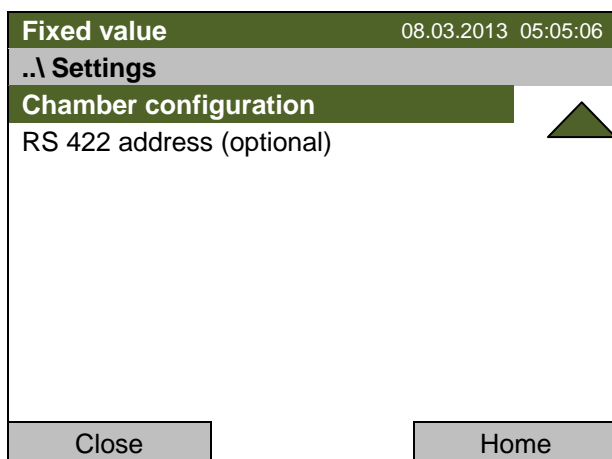 Fixed value 08.03.2013 05:05:06
..\ Settings
Chamber configuration
RS 422 address (optional)
Close Home